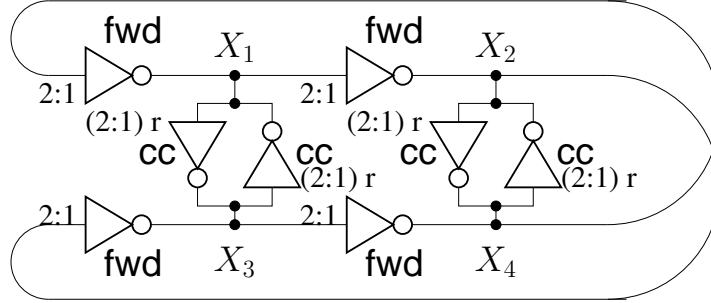 fwd fwd
X1 X2
2:1 2:1
(2:1) r (2:1) r
cc cc cc cc
(2:1) r (2:1) r
2:1 2:1
fwd X3 fwd X4